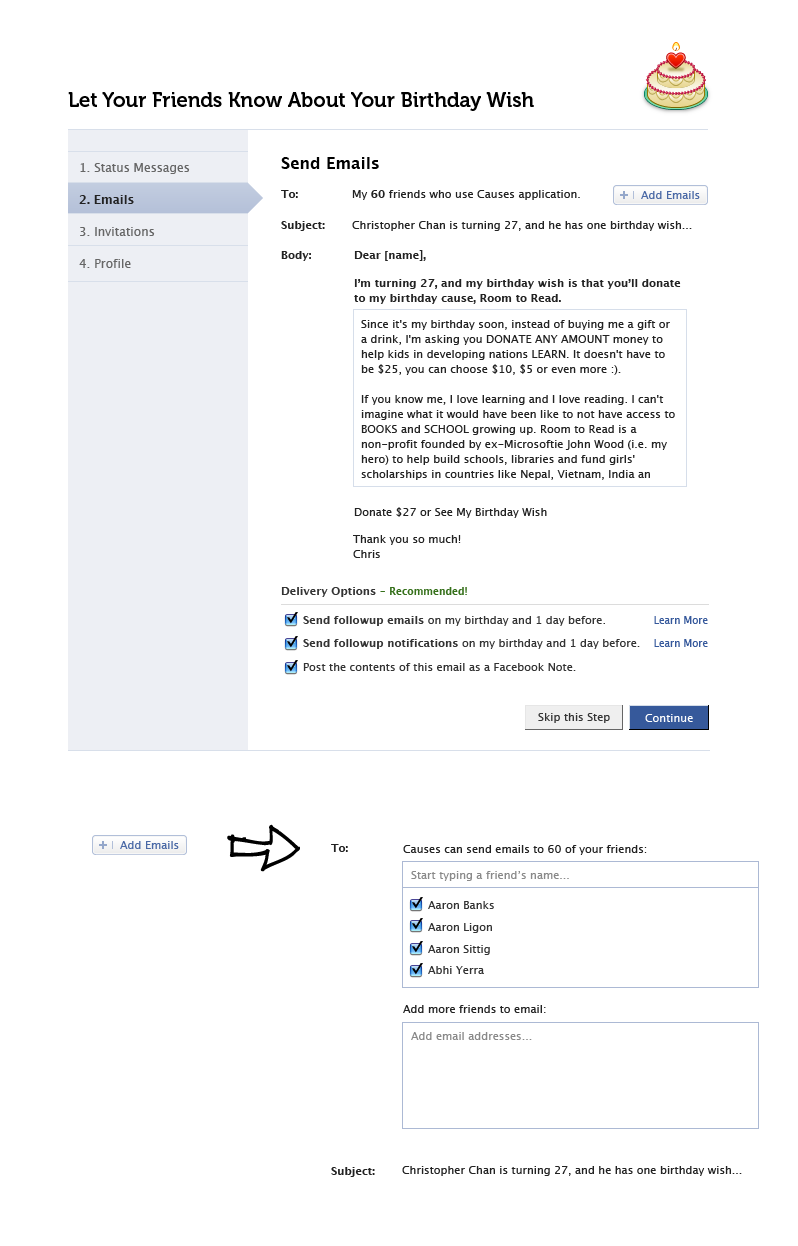 Let Your Friends Know About Your Birthday Wish
1. Status Messages
2. Emails
3. Invitations
4. Profile
Send Emails
To: My 60 friends who use Causes application. + Add Emails
Subject: Christopher Chan is turning 27, and he has one birthday wish...
Body: Dear [name],
I'm turning 27, and my birthday wish is that you'll donate
to my birthday cause, Room to Read.
Since it's my birthday soon, instead of buying me a gift or
a drink, I'm asking you DONATE ANY AMOUNT money to
help kids in developing nations LEARN. It doesn't have to
be $25, you can choose $10, $5 or even more :).
If you know me, I love learning and I love reading. I can't
imagine what it would have been like to not have access to
BOOKS and SCHOOL growing up. Room to Read is a
non-profit founded by ex-Microsoftie John Wood (i.e. my
hero) to help build schools, libraries and fund girls'
scholarships in countries like Nepal, Vietnam, India an
Donate $27 or See My Birthday Wish
Thank you so much!
Chris
Delivery Options – Recommended!
Send followup emails on my birthday and 1 day before. Learn More
Send followup notifications on my birthday and 1 day before. Learn More
Post the contents of this email as a Facebook Note.
Skip this Step Continue
+ Add Emails
To: Causes can send emails to 60 of your friends:
Start typing a friend's name...
Aaron Banks
Aaron Ligon
Aaron Sittig
Abhi Yerra
Add more friends to email:
Add email addresses...
Subject: Christopher Chan is turning 27, and he has one birthday wish...